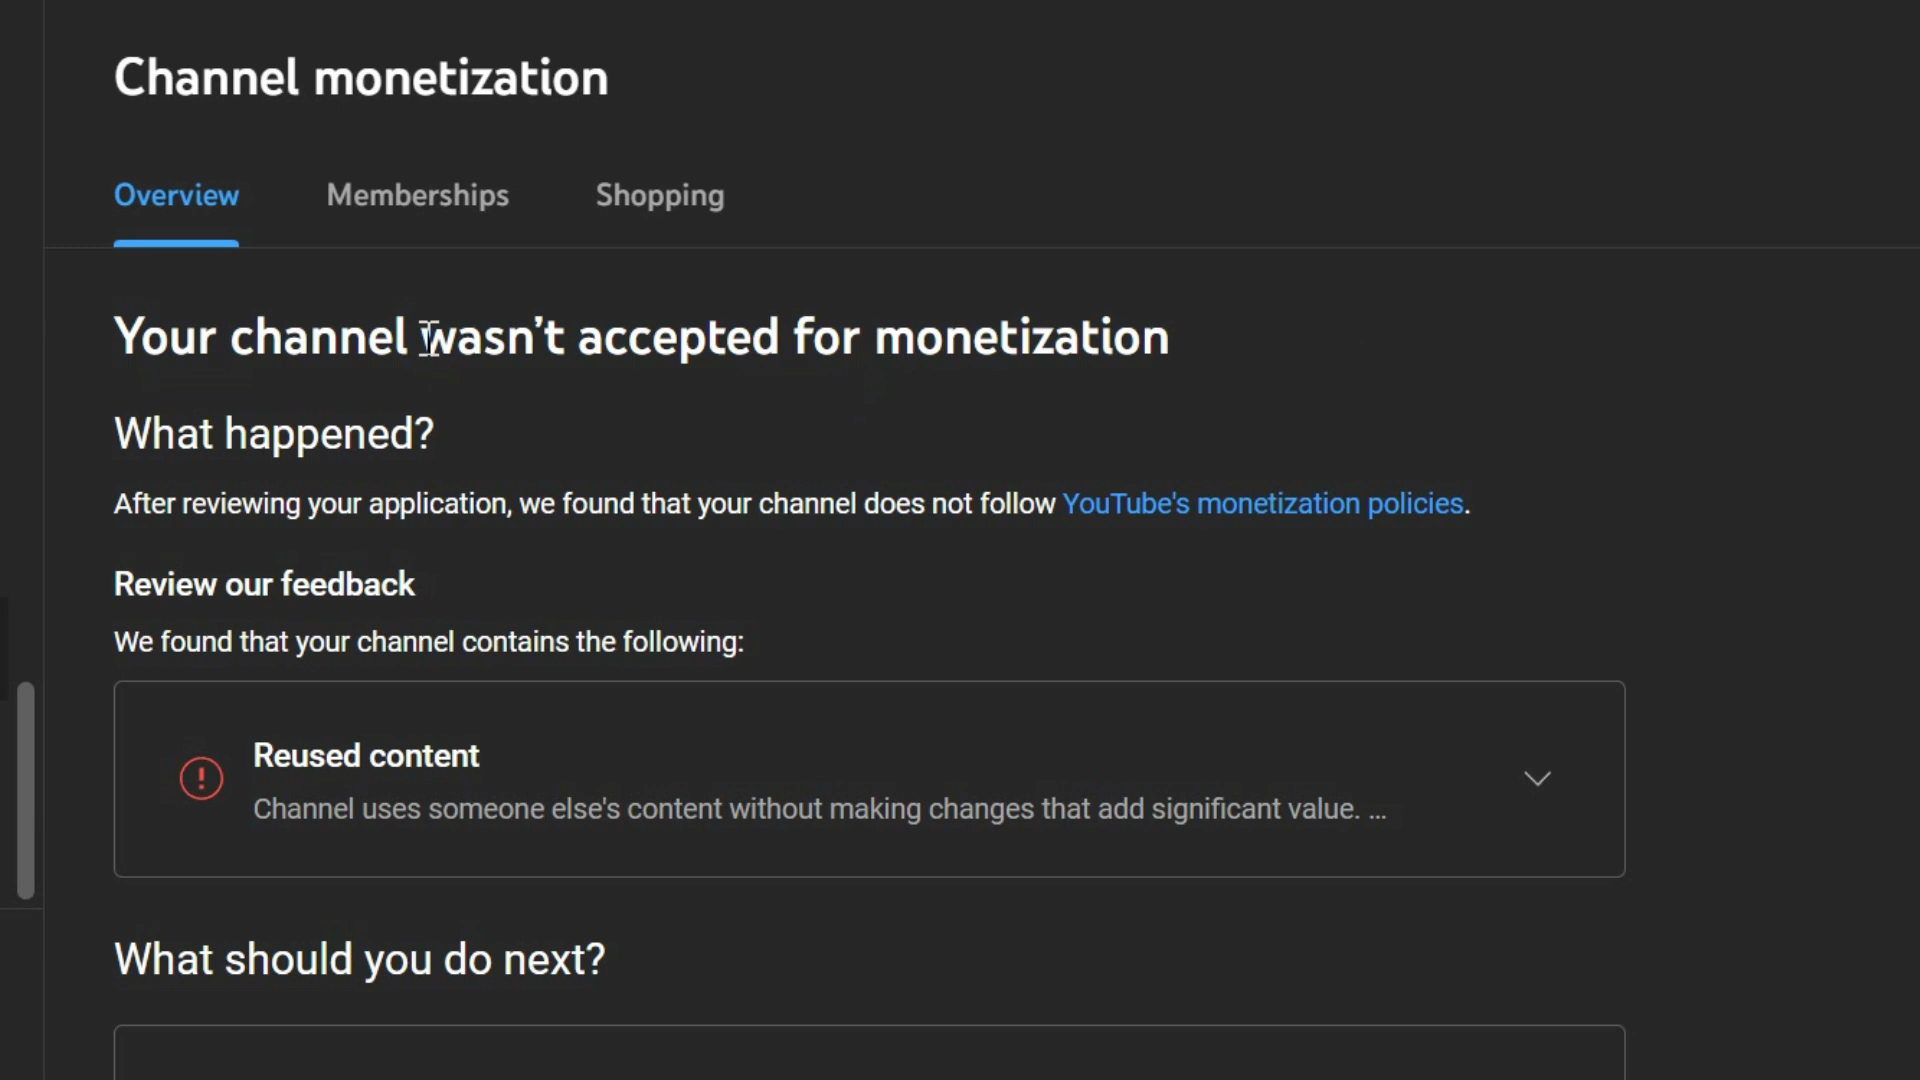 Channel monetization
Overview Memberships Shopping
Your channel wasn't accepted for monetization
What happened?
After reviewing your application, we found that your channel does not follow YouTube's monetization policies.
Review our feedback
We found that your channel contains the following:
Reused content
Channel uses someone else's content without making changes that add significant value. ...
What should you do next?